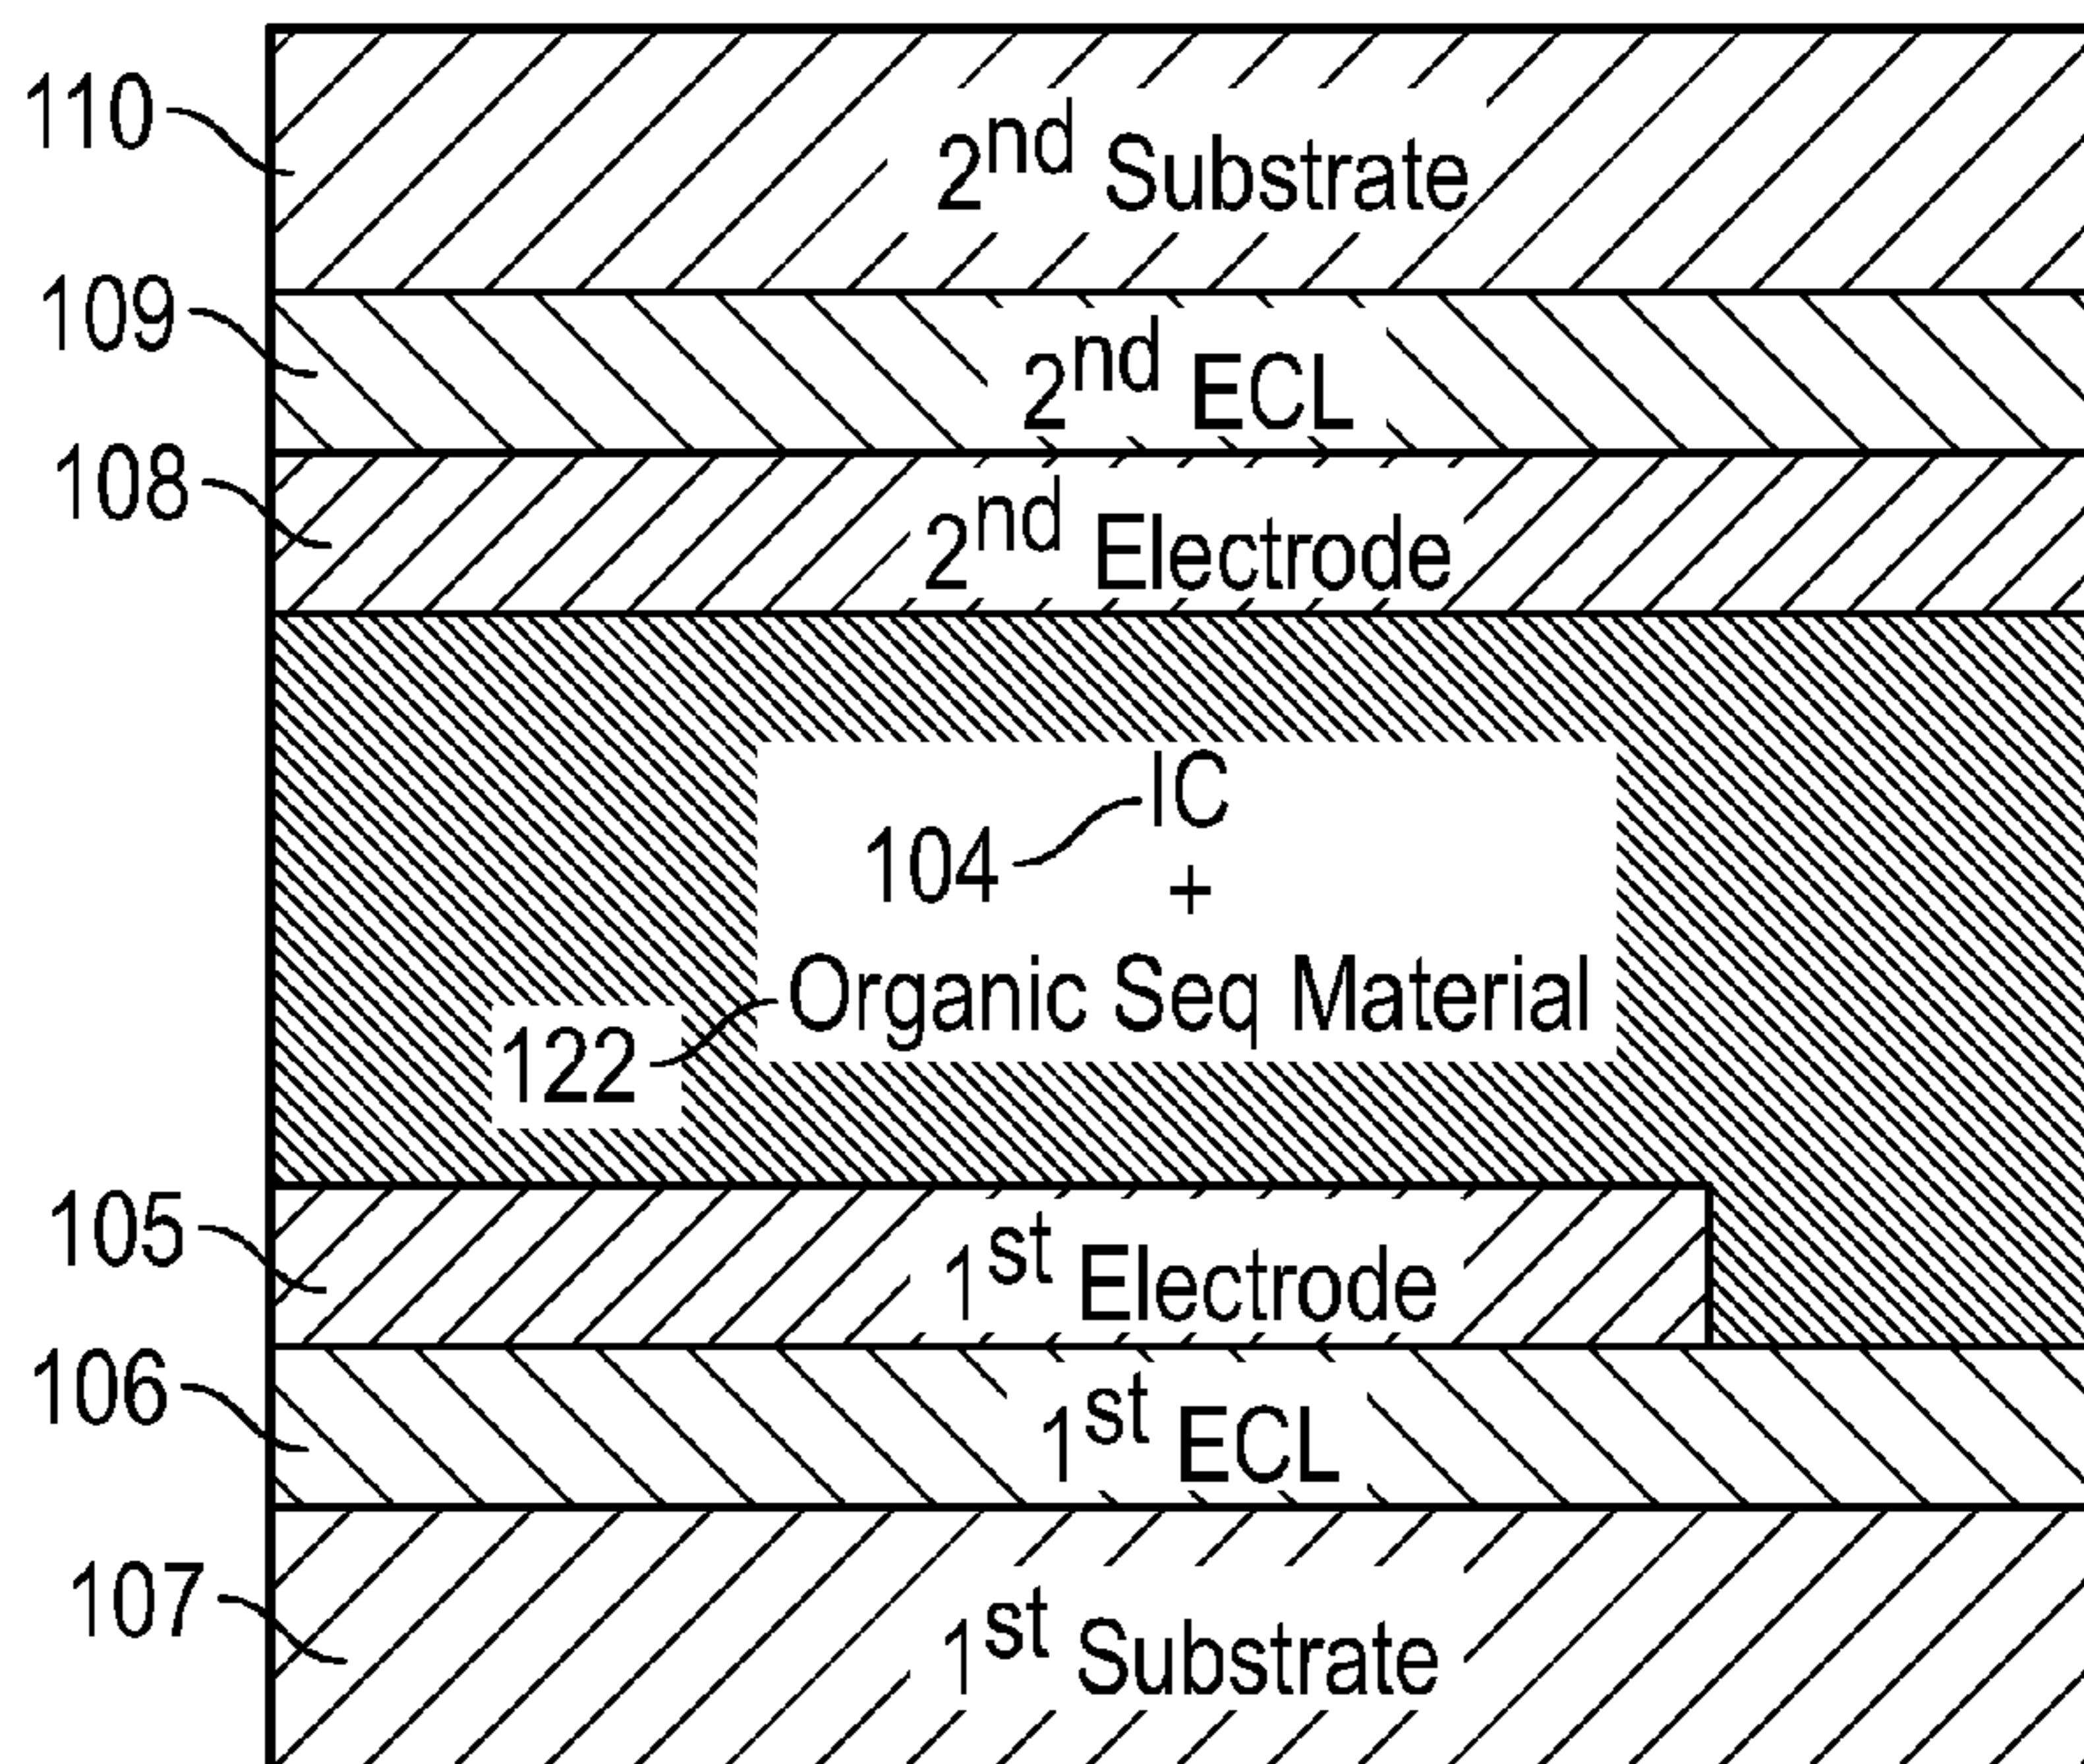 110
2nd Substrate
109
2nd ECL
108
2nd Electrode
IC
104
+
Organic Seq Material
122
105
1st Electrode
106
1st ECL
107
1st Substrate